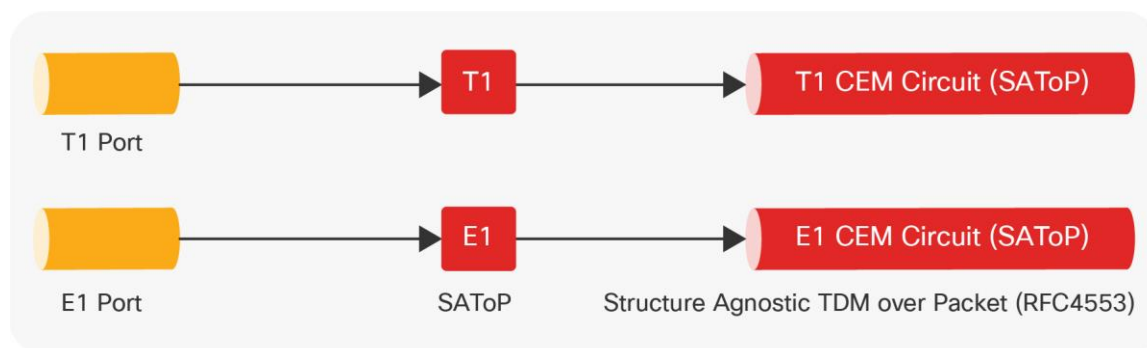 T1
T1 CEM Circuit (SAToP)
T1 Port
E1
E1 CEM Circuit (SAToP)
E1 Port
SAToP
Structure Agnostic TDM over Packet (RFC4553)